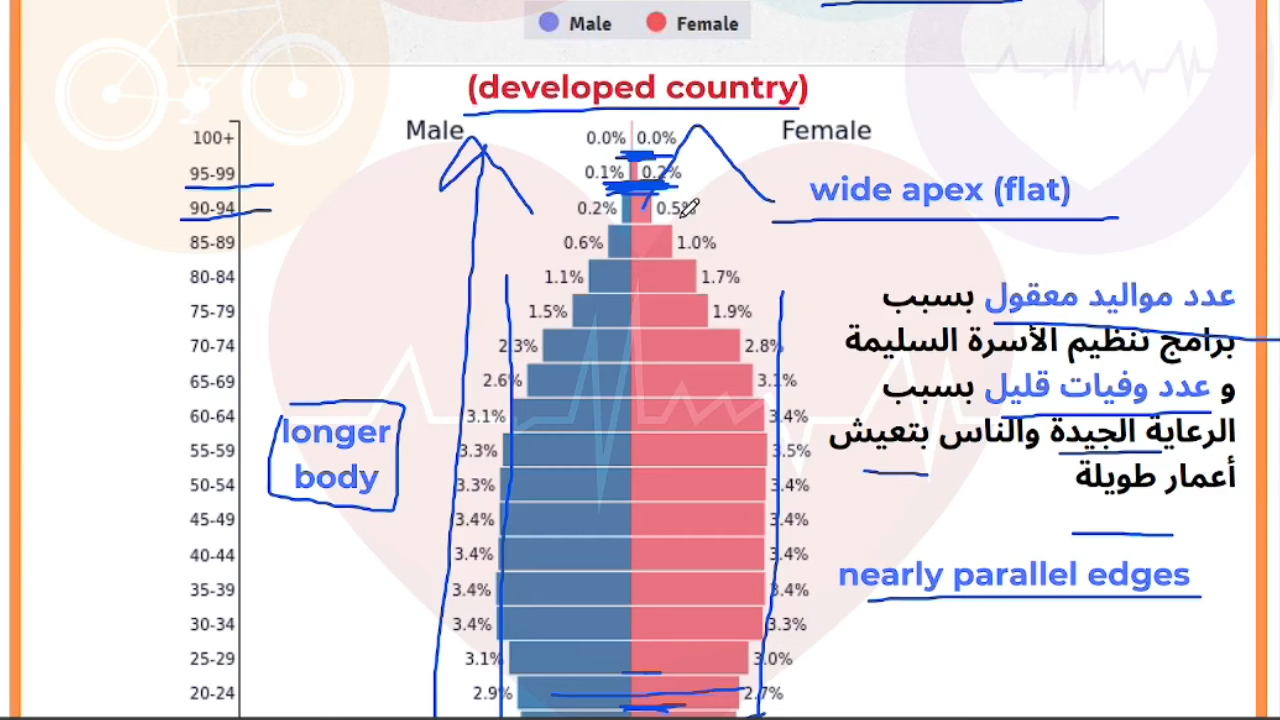 Male Female
(developed country)
Male Female
100+ 0.0% 0.0%
95-99 0.1% 0.2%
90-94 0.2% 0.5%
wide apex (flat)
85-89 0.6% 1.0%
80-84 1.1% 1.7%
عدد مواليد معقول بسبب
75-79 1.5% 1.9%
برامج تنظيم الأسرة السليمة
70-74 2.3% 2.8%
65-69 2.6% 3.1%
و عدد وفيات قليل بسبب
60-64 3.1% 3.4%
الرعاية الجيدة والناس بتعيش
longer
body
55-59 3.3% 3.5%
أعمار طويلة
50-54 3.3% 3.4%
45-49 3.4% 3.4%
40-44 3.4% 3.4%
nearly parallel edges
35-39 3.4% 3.4%
30-34 3.4% 3.3%
25-29 3.1% 3.0%
20-24 2.9% 2.7%